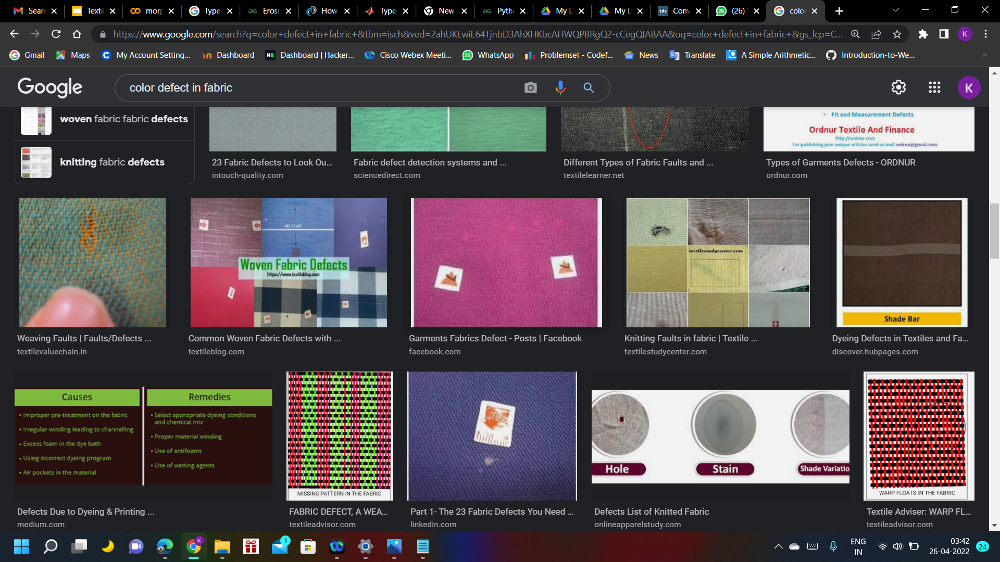 Sear
Textil
morp
Typel
Erosi
How
Types
New
Pytho
My D
My D
Conv
(26)
color
https://www.google.com/search?q=color+defect+in+fabric+&tbm=isch&ved=2ahUKEwiE64TjnbD3AhXHKbcAHWQPBRgQ2-cCegQIABAA&oq=color+defect+in+fabric+&gs_lcp=C...
K
Gmail
Maps
My Account Setting...
Dashboard
Dashboard | Hacker...
Cisco Webex Meeti...
WhatsApp
Problemset - Codef...
News
Translate
A Simple Arithmetic...
Introduction-to-We...
Google
color defect in fabric
K
woven fabric fabric defects
knitting fabric defects
• Fit and Measurement Defects
Ordnur Textile And Finance
http://ordnur.com
For publishing your unique articles send us mail ordnur@gmail.com
23 Fabric Defects to Look Ou...
intouch-quality.com
Fabric defect detection systems and ...
sciencedirect.com
Different Types of Fabric Faults and ...
textilelearner.net
Types of Garments Defects - ORDNUR
ordnur.com
OIL STAIN
Woven Fabric Defects
https://www.textileblog.com
textilestudycenter.com
Shade Bar
Weaving Faults | Faults/Defects ...
textilevaluechain.in
Common Woven Fabric Defects with ...
textileblog.com
Garments Fabrics Defect - Posts | Facebook
facebook.com
Knitting Faults in fabric | Textile ...
textilestudycenter.com
Dyeing Defects in Textiles and Fa...
discover.hubpages.com
Causes
• Improper pre-treatment on the fabric
• Irregular winding leading to channelling
• Excess foam in the dye bath
• Using incorrect dyeing program
• Air pockets in the material
Remedies
• Select appropriate dyeing conditions
and chemical mix
• Proper material winding
• Use of antifoams
• Use of wetting agents
MISSING PATTERN IN THE FABRIC
Hole
Stain
Shade Variatio
WARP FLOATS IN THE FABRIC
Defects Due to Dyeing & Printing ...
medium.com
FABRIC DEFECT, A WEA...
textileadvisor.com
Part 1- The 23 Fabric Defects You Need ...
linkedin.com
Defects List of Knitted Fabric
onlineapparelstudy.com
Textile Adviser: WARP FL...
textileadvisor.com
K
1
ENG
IN
03:42
26-04-2022
24